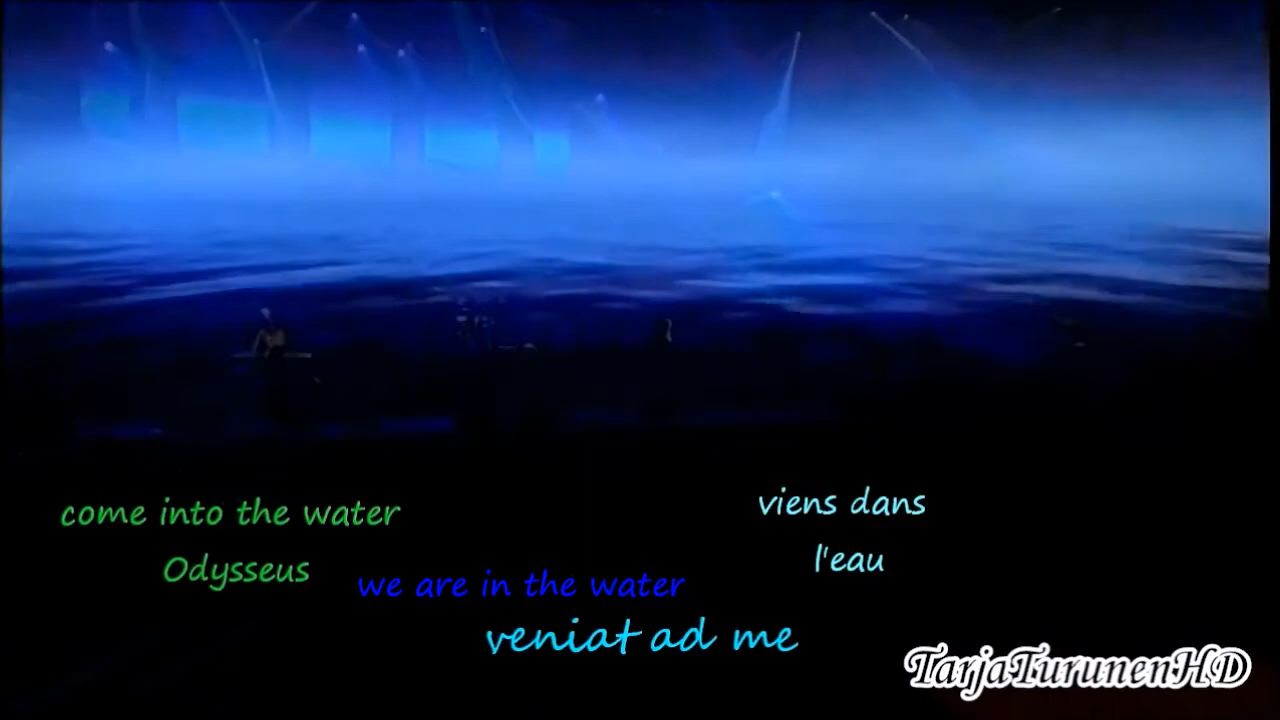 come into the water
Odysseus
we are in the water
veniat ad me
viens dans
l'eau
TarjaTurunenHD